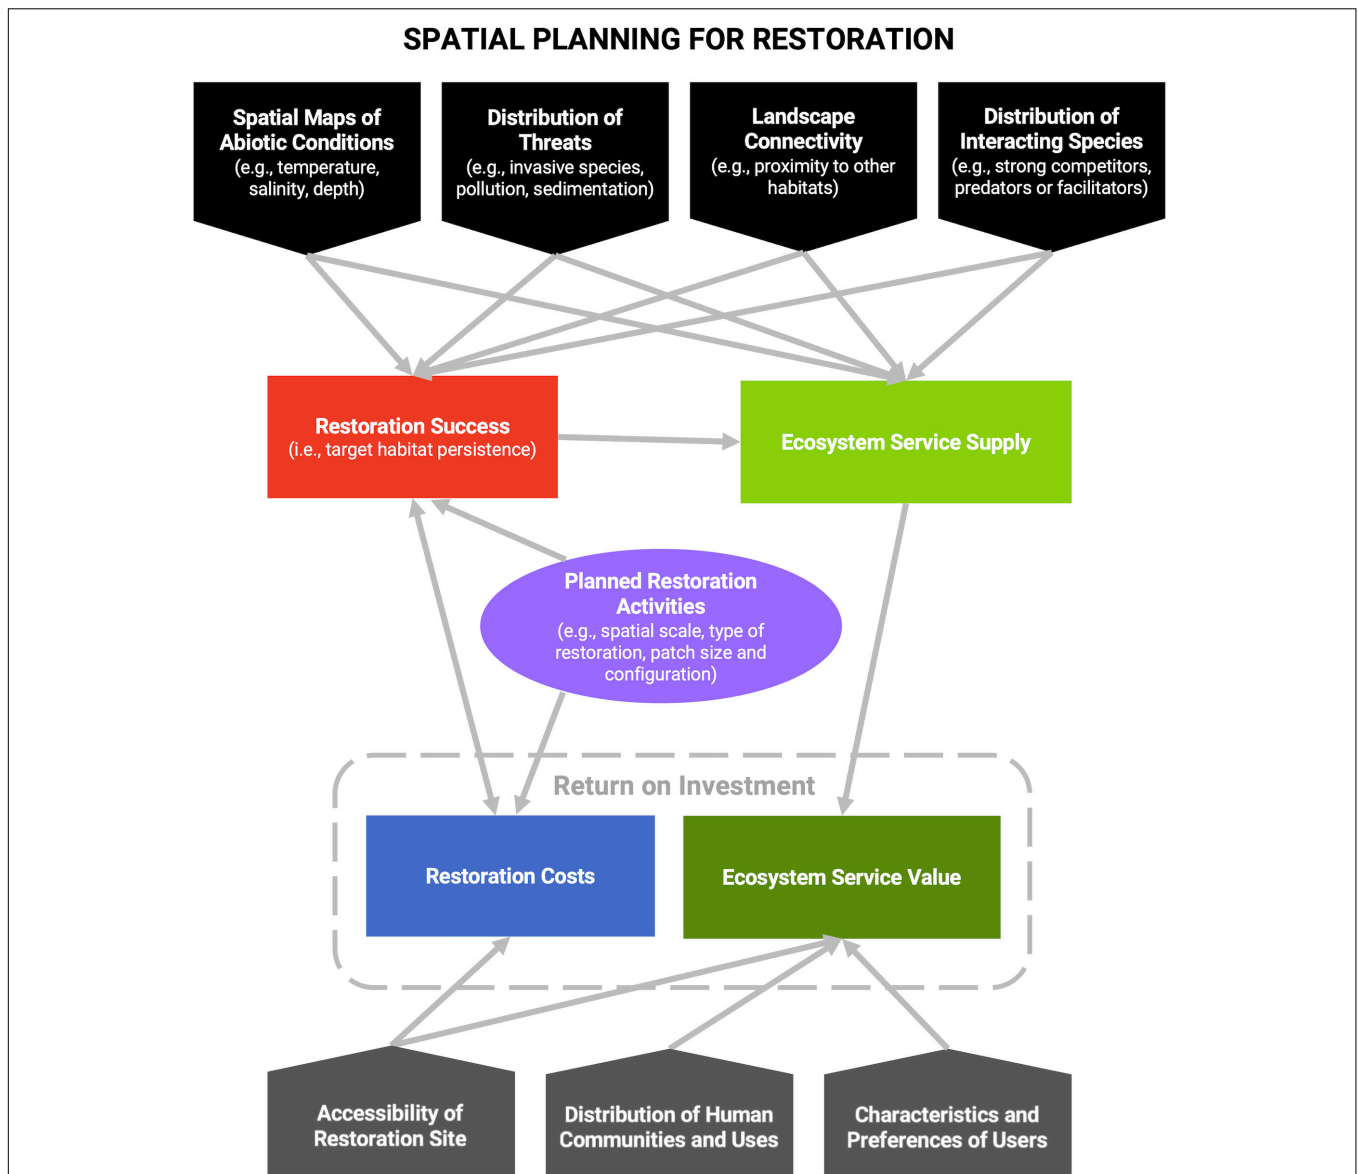 SPATIAL PLANNING FOR RESTORATION
Spatial Maps of
Abiotic Conditions
(e.g., temperature,
salinity, depth)
Distribution of
Threats
(e.g., invasive species,
pollution, sedimentation)
Landscape
Connectivity
(e.g., proximity to other
habitats)
Distribution of
Interacting Species
(e.g., strong competitors,
predators or facilitators)
Restoration Success
(i.e., target habitat persistence)
Ecosystem Service Supply
Planned Restoration
Activities
(e.g., spatial scale, type of
restoration, patch size and
configuration)
Return on Investment
Restoration Costs
Ecosystem Service Value
Accessibility of
Restoration Site
Distribution of Human
Communities and Uses
Characteristics and
Preferences of Users